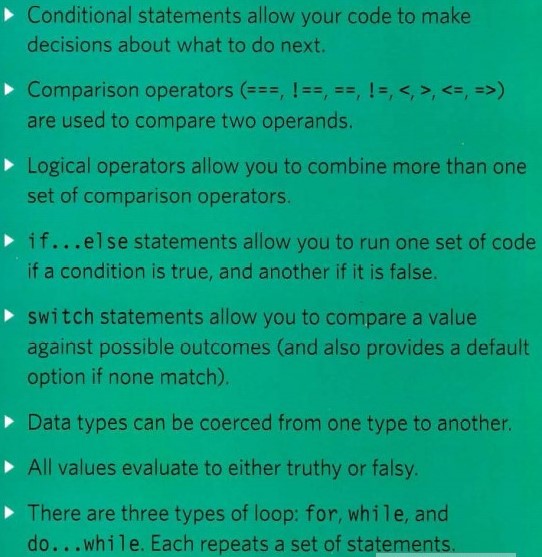 ▶ Conditional statements allow your code to make
decisions about what to do next.
▶ Comparison operators (===, !==, ==, !=, <, >, <=, =>)
are used to compare two operands.
▶ Logical operators allow you to combine more than one
set of comparison operators.
▶ if...else statements allow you to run one set of code
if a condition is true, and another if it is false.
▶ switch statements allow you to compare a value
against possible outcomes (and also provides a default
option if none match).
▶ Data types can be coerced from one type to another.
▶ All values evaluate to either truthy or falsy.
▶ There are three types of loop: for, while, and
do...while. Each repeats a set of statements.